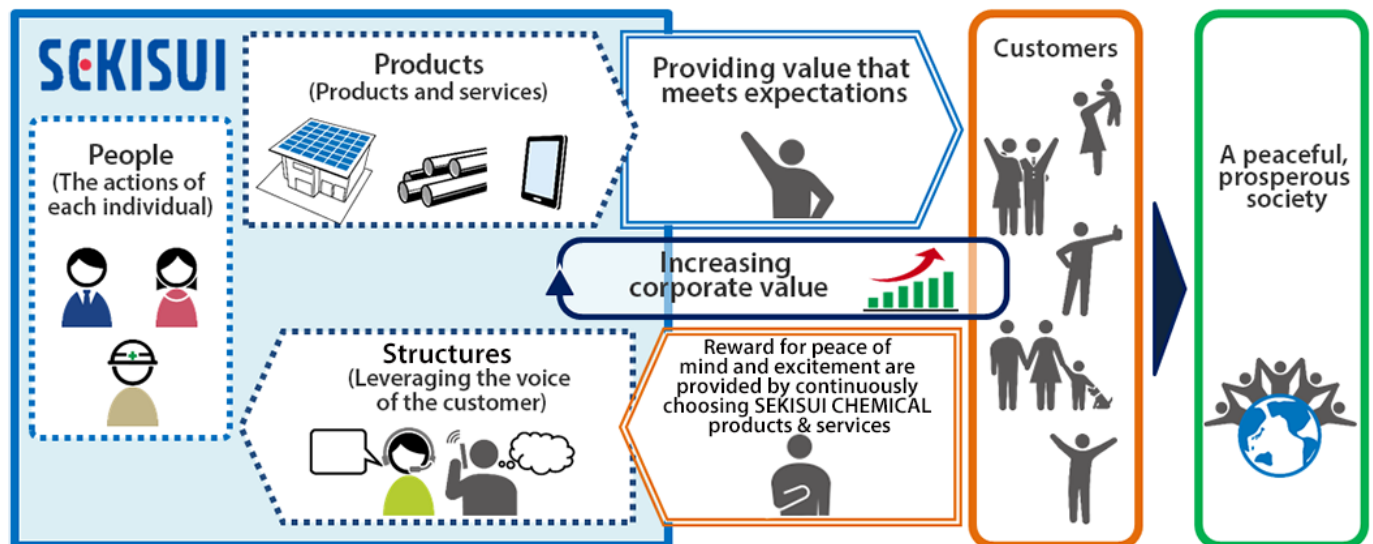 SEKISUI
People
(The actions of
each individual)
Products
(Products and services)
Providing value that
meets expectations
Increasing
corporate value
Structures
(Leveraging the voice
of the customer)
Reward for peace of
mind and excitement are
provided by continuously
choosing SEKISUI CHEMICAL
products & services
Customers
A peaceful,
prosperous
society